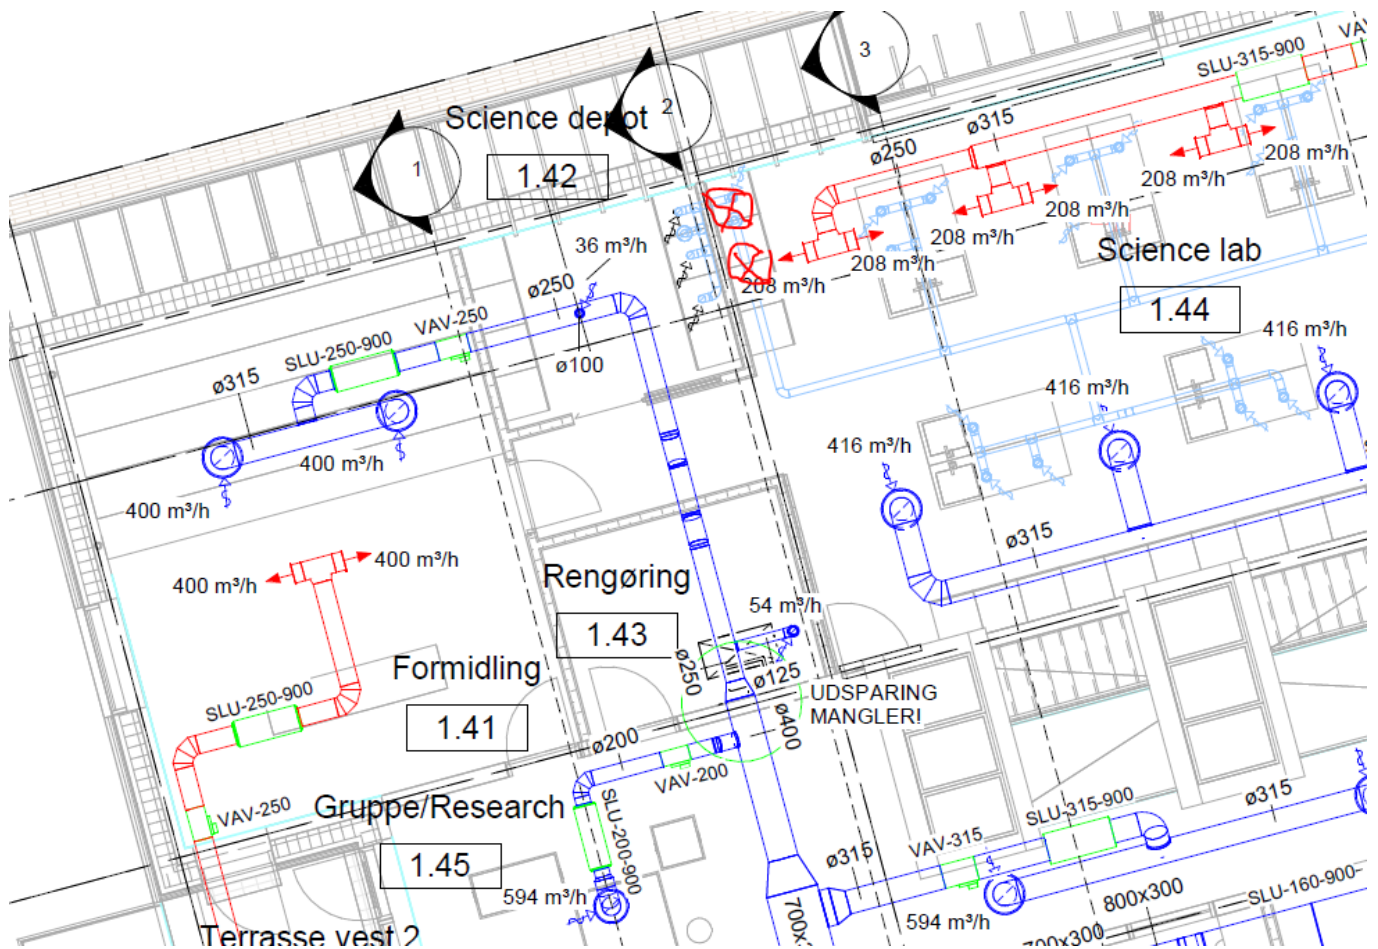 3
VAV
SLU-315-900
ø315
2
Science depot
ø250
208 m³/h
1
1.42
208 m³/h
208 m³/h
36 m³/h
208 m³/h
Science lab
208 m³/h
ø250
208 m³/h
1.44
VAV-250
416 m³/h
SLU-250-900
ø100
ø315
416 m³/h
416 m³/h
400 m³/h
400 m³/h
ø315
400 m³/h
400 m³/h
Rengøring
54 m³/h
1.43
Formidling
ø250
ø125
UDSPARING
MANGLER!
SLU-250-900
1.41
ø400
ø200
VAV-200
VAV-250
Gruppe/Research
SLU-200-900
SLU-315-900
ø315
VAV-315
1.45
ø315
594 m³/h
800x300
SLU-160-900
594 m³/h
700x300
Terrasse vest 2